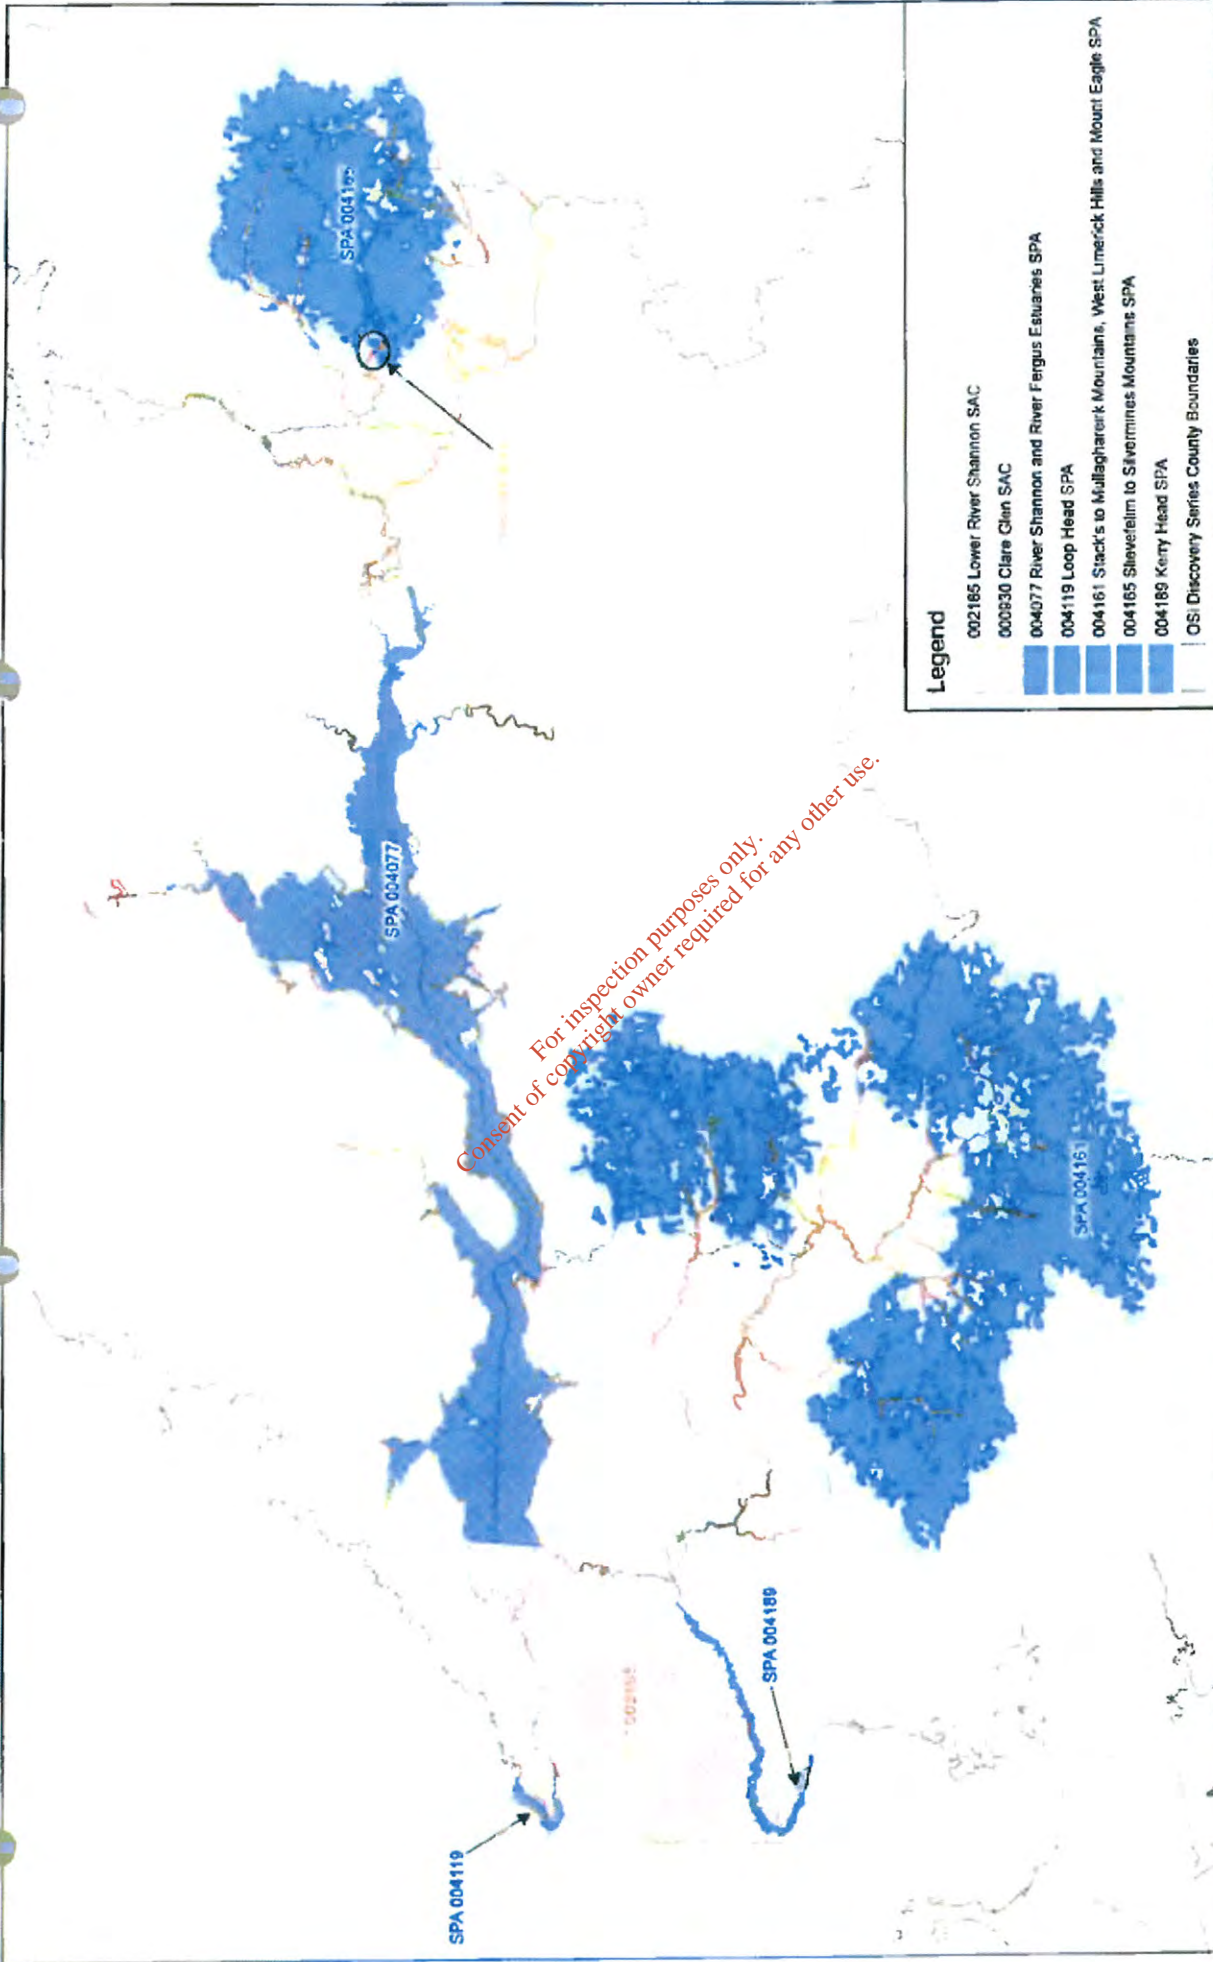 SPA 004119
SPA 004189
SPA 004077
SPA 004161
For inspection purposes only.
Consent of copyright owner required for any other use.
Legend
002165 Lower River Shannon SAC
000930 Clare Glen SAC
004077 River Shannon and River Fergus Estuaries SPA
004119 Loop Head SPA
004161 Stack's to Mullaghareirk Mountains, West Limerick Hills and Mount Eagle SPA
004165 Slievefelim to Silvermines Mountains SPA
004189 Kerry Head SPA
OSi Discovery Series County Boundaries